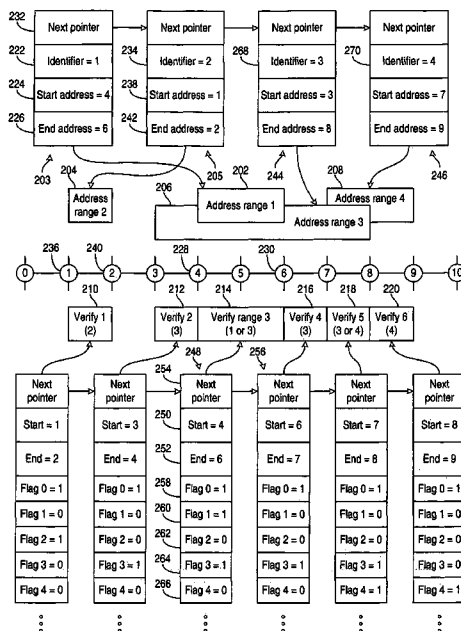 232
Next pointer
Next pointer
Next pointer
Next pointer
222
Identifier = 1
234
Identifier = 2
268
Identifier = 3
270
Identifier = 4
224
Start address = 4
238
Start address = 1
Start address = 3
Start address = 7
226
End address = 6
242
End address = 2
End address = 8
End address = 9
203
204
205
202
244
208
246
206
Address range 2
Address range 1
Address range 4
Address range 3
236
240
228
230
0
1
2
3
4
5
6
7
8
9
10
210
212
214
216
218
220
Verify 1 (2)
Verify 2 (3)
Verify range 3 (1 or 3)
Verify 4 (3)
Verify 5 (3 or 4)
Verify 6 (4)
248
256
254
Next pointer
Next pointer
Next pointer
Next pointer
Next pointer
Next pointer
250
Start = 1
Start = 3
Start = 4
Start = 6
Start = 7
Start = 8
252
End = 2
End = 4
End = 6
End = 7
End = 8
End = 9
258
Flag 0 = 1
Flag 0 = 1
Flag 0 = 1
Flag 0 = 1
Flag 0 = 1
Flag 0 = 1
260
Flag 1 = 0
Flag 1 = 0
Flag 1 = 1
Flag 1 = 0
Flag 1 = 0
Flag 1 = 0
262
Flag 2 = 1
Flag 2 = 0
Flag 2 = 0
Flag 2 = 0
Flag 2 = 0
Flag 2 = 0
264
Flag 3 = 0
Flag 3 = 1
Flag 3 = 1
Flag 3 = 1
Flag 3 = 1
Flag 3 = 0
266
Flag 4 = 0
Flag 4 = 0
Flag 4 = 0
Flag 4 = 0
Flag 4 = 1
Flag 4 = 1